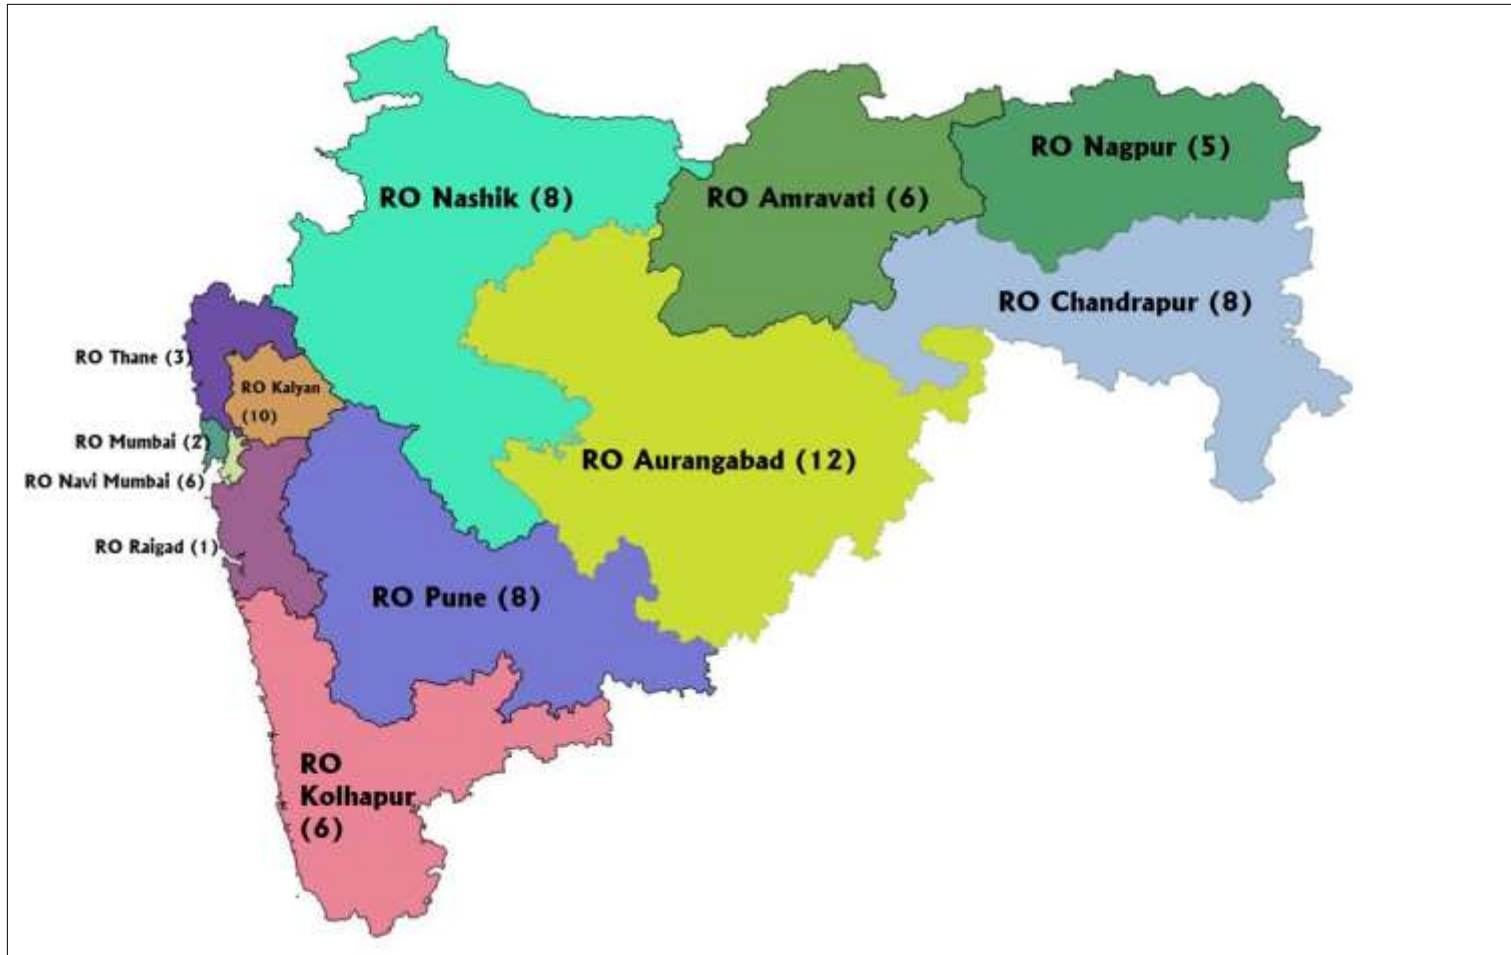 RO Nagpur (5)
RO Nashik (8)
RO Amravati (6)
RO Chandrapur (8)
RO Thane (3)
RO Kalyan
(10)
RO Mumbai (2)
RO Aurangabad (12)
RO Navi Mumbai (6)
RO Raigad (1)
RO Pune (8)
RO
Kolhapur
(6)